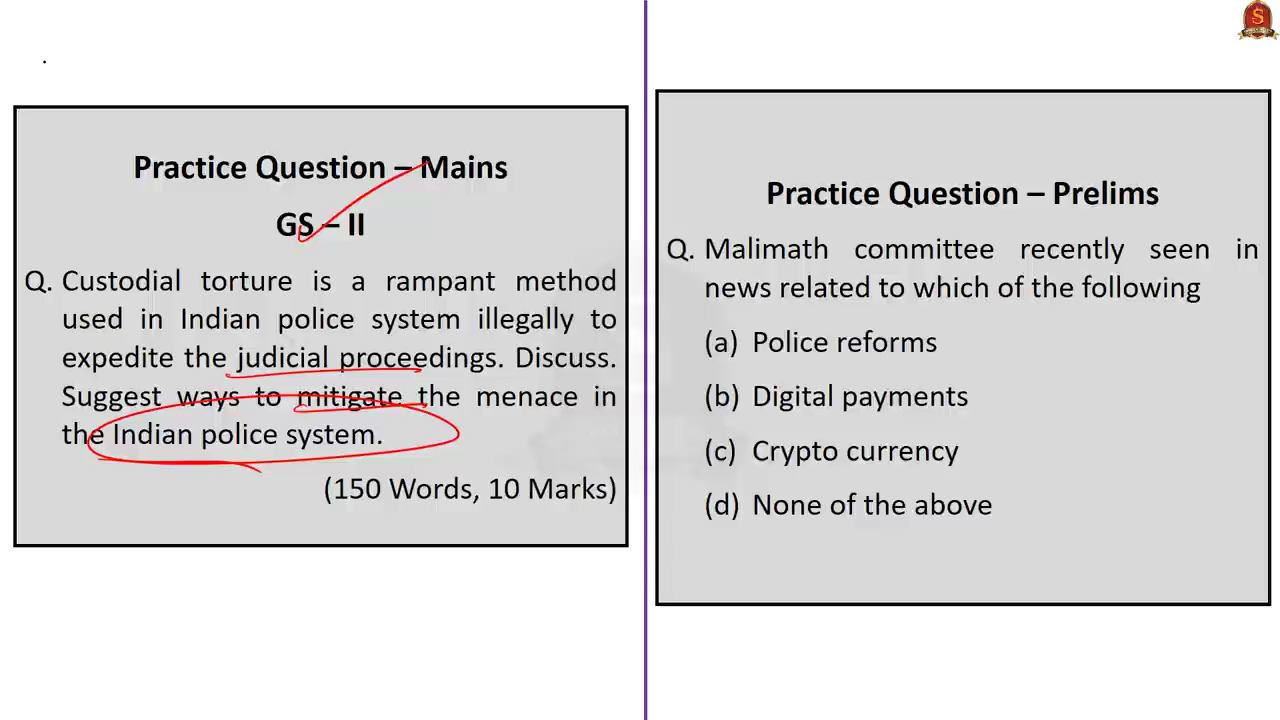 Practice Question – Mains
GS – II
Q. Custodial torture is a rampant method
used in Indian police system illegally to
expedite the judicial proceedings. Discuss.
Suggest ways to mitigate the menace in
the Indian police system.
(150 Words, 10 Marks)
Practice Question – Prelims
Q. Malimath committee recently seen in
news related to which of the following
(a) Police reforms
(b) Digital payments
(c) Crypto currency
(d) None of the above